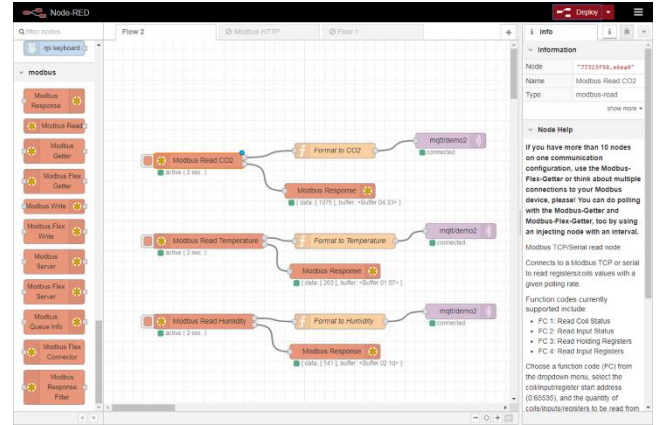 Node-RED
Deploy
filter nodes
Flow 2
Modbus HTTP
Flow 1
info
i
rpi keyboard
modbus
Modbus Response
Modbus Read
Modbus Getter
Modbus Flex Getter
Modbus Write
Modbus Flex Write
Modbus Server
Modbus Flex Server
Modbus Queue Info
Modbus Flex Connector
Modbus Response Filter
Modbus Read CO2
active ( 2 sec. )
Format to CO2
mqtt/demo2
connected
Modbus Response
{ data: [ 1075 ], buffer: <Buffer 04 33> }
Modbus Read Temperature
active ( 2 sec. )
Format to Temperature
mqtt/demo2
connected
Modbus Response
{ data: [ 263 ], buffer: <Buffer 01 07> }
Modbus Read Humidity
active ( 2 sec. )
Format to Humidity
mqtt/demo2
connected
Modbus Response
{ data: [ 541 ], buffer: <Buffer 02 1d> }
Information
Node "77323f98.e6ea8"
Name Modbus Read CO2
Type modbus-read
show more
Node Help
If you have more than 10 nodes
on one communication
configuration, use the Modbus-
Flex-Getter or think about multiple
connections to your Modbus
device, please! You can do polling
with the Modbus-Getter and
Modbus-Flex-Getter, too by using
an injecting node with an interval.
Modbus TCP/Serial read node.
Connects to a Modbus TCP or serial
to read registers/coils values with a
given polling rate.
Function codes currently
supported include:
• FC 1: Read Coil Status
• FC 2: Read Input Status
• FC 3: Read Holding Registers
• FC 4: Read Input Registers
Choose a function code (FC) from
the dropdown menu, select the
coil/input/register start address
(0:65535), and the quantity of
coils/inputs/registers to be read from